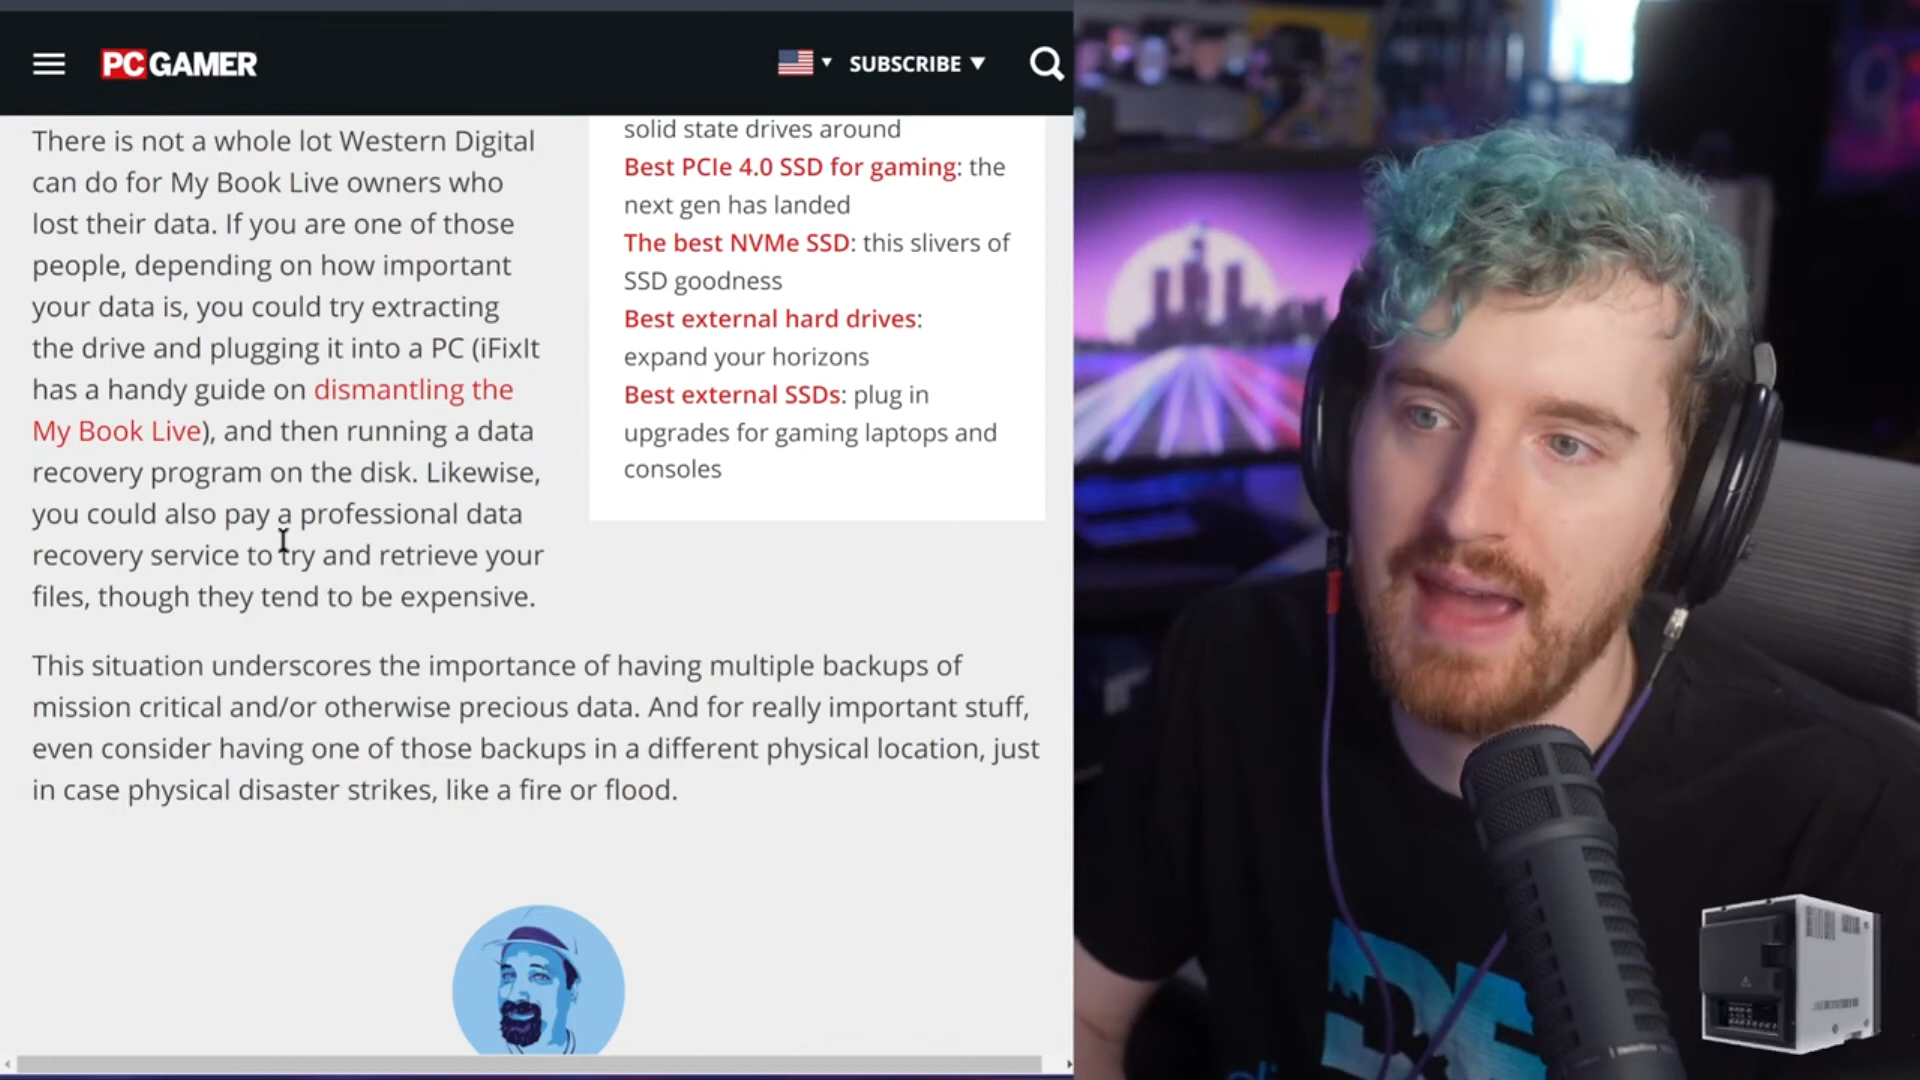 PC GAMER
SUBSCRIBE
There is not a whole lot Western Digital
can do for My Book Live owners who
lost their data. If you are one of those
people, depending on how important
your data is, you could try extracting
the drive and plugging it into a PC (iFixIt
has a handy guide on dismantling the
My Book Live), and then running a data
recovery program on the disk. Likewise,
you could also pay a professional data
recovery service to try and retrieve your
files, though they tend to be expensive.
solid state drives around
Best PCIe 4.0 SSD for gaming: the
next gen has landed
The best NVMe SSD: this slivers of
SSD goodness
Best external hard drives:
expand your horizons
Best external SSDs: plug in
upgrades for gaming laptops and
consoles
This situation underscores the importance of having multiple backups of
mission critical and/or otherwise precious data. And for really important stuff,
even consider having one of those backups in a different physical location, just
in case physical disaster strikes, like a fire or flood.